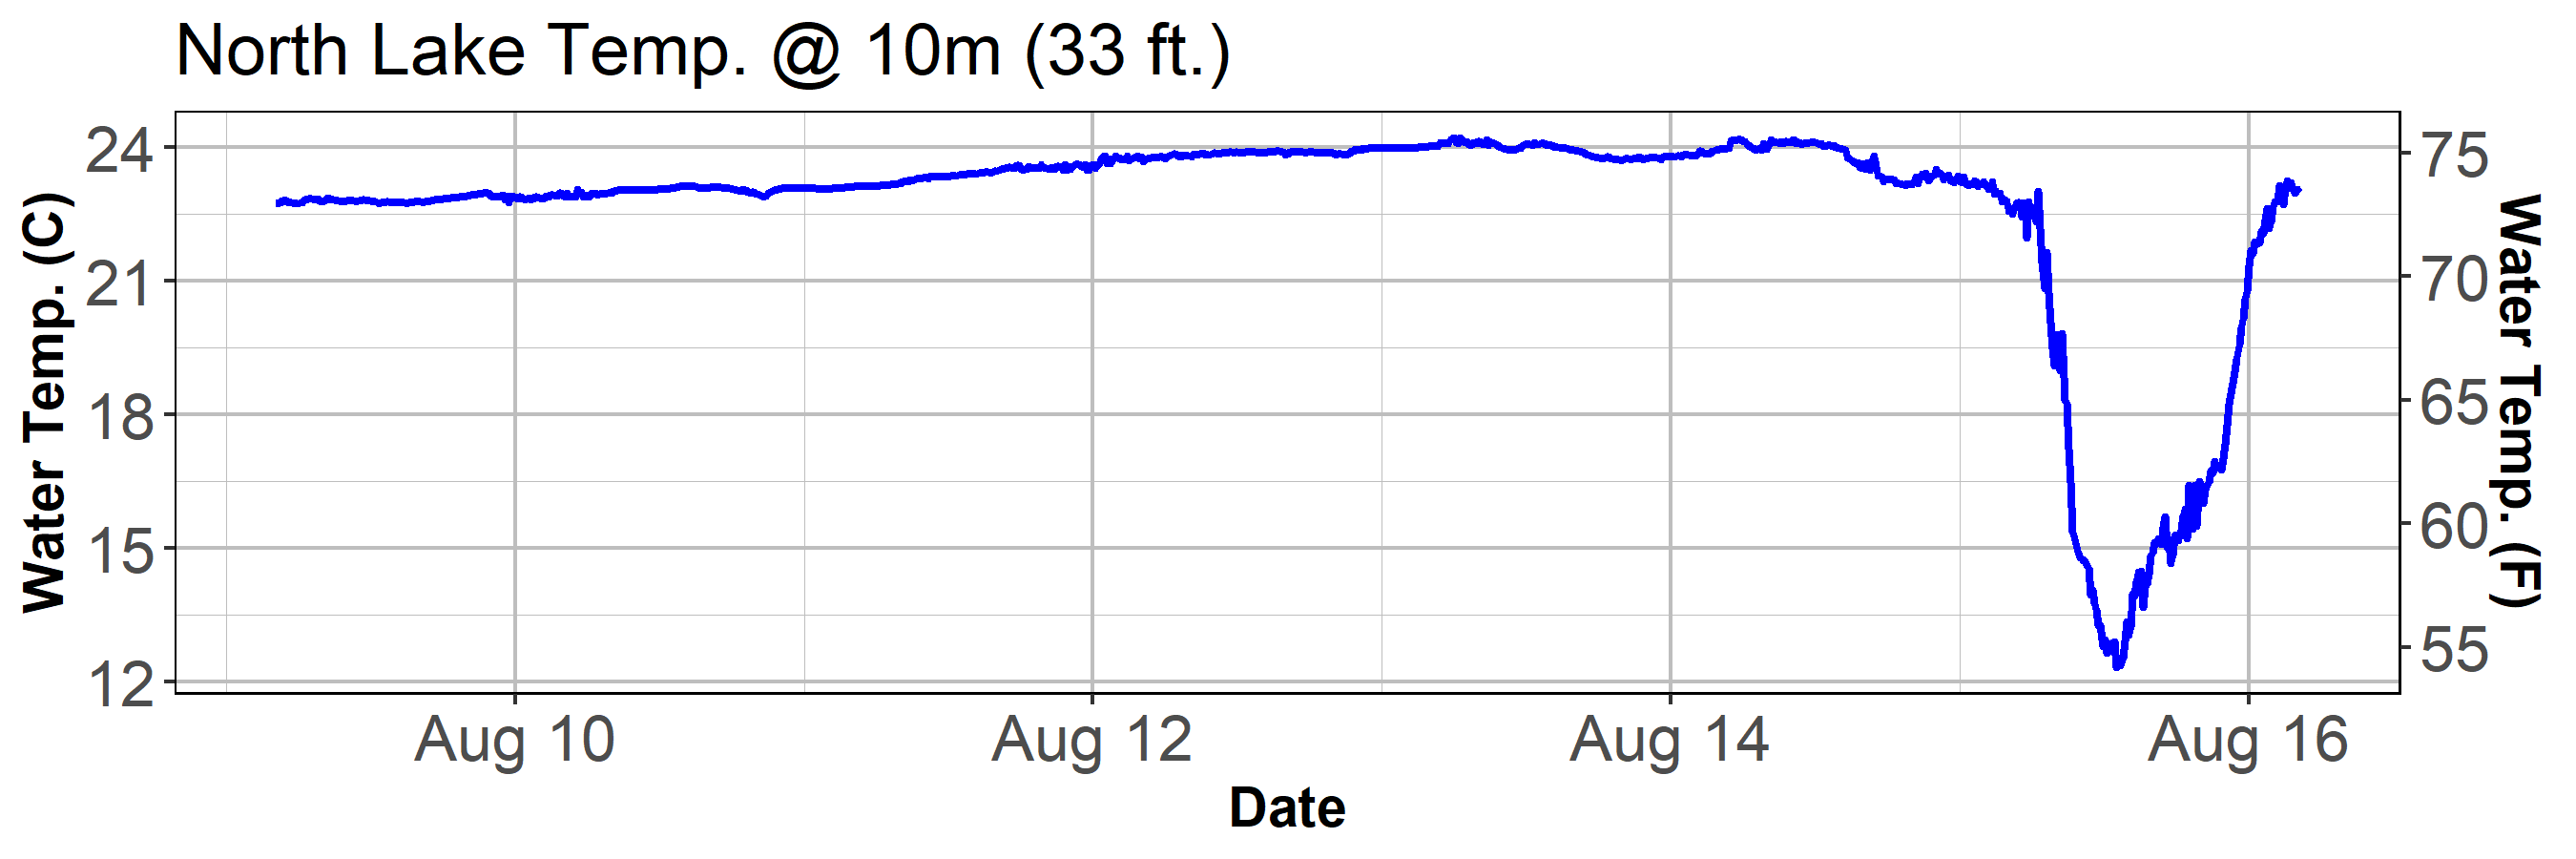 North Lake Temp. @ 10m (33 ft.)
Water Temp. (C)
24
21
18
15
12
75
70
65
60
55
Water Temp. (F)
Aug 10
Aug 12
Aug 14
Aug 16
Date